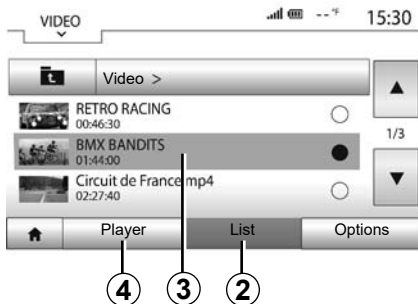 VIDEO
--°F 15:30
Video >
RETRO RACING
00:46:30
1/3
BMX BANDITS
01:44:00
Circuit de France mp4
02:27:40
Player List Options
4 3 2